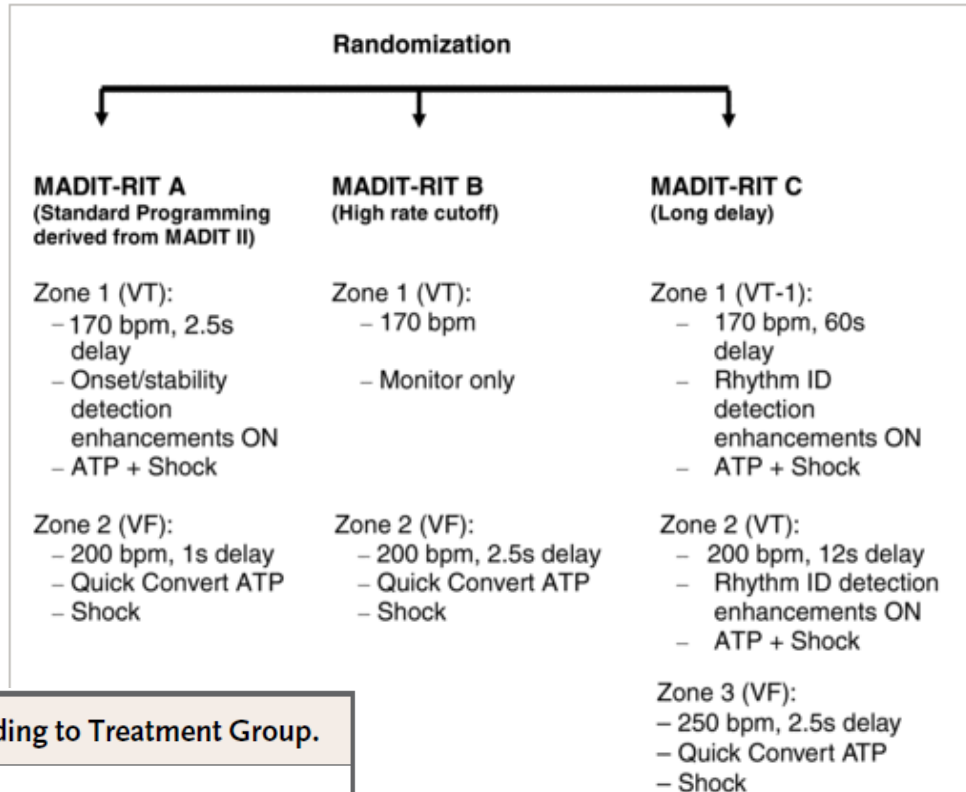 Randomization
MADIT-RIT A
(Standard Programming
derived from MADIT II)
Zone 1 (VT):
– 170 bpm, 2.5s
delay
– Onset/stability
detection
enhancements ON
– ATP + Shock
Zone 2 (VF):
– 200 bpm, 1s delay
– Quick Convert ATP
– Shock
MADIT-RIT B
(High rate cutoff)
Zone 1 (VT):
– 170 bpm
– Monitor only
Zone 2 (VF):
– 200 bpm, 2.5s delay
– Quick Convert ATP
– Shock
MADIT-RIT C
(Long delay)
Zone 1 (VT-1):
– 170 bpm, 60s
delay
– Rhythm ID
detection
enhancements ON
– ATP + Shock
Zone 2 (VT):
– 200 bpm, 12s delay
– Rhythm ID detection
enhancements ON
– ATP + Shock
Zone 3 (VF):
– 250 bpm, 2.5s delay
– Quick Convert ATP
– Shock
ding to Treatment Group.